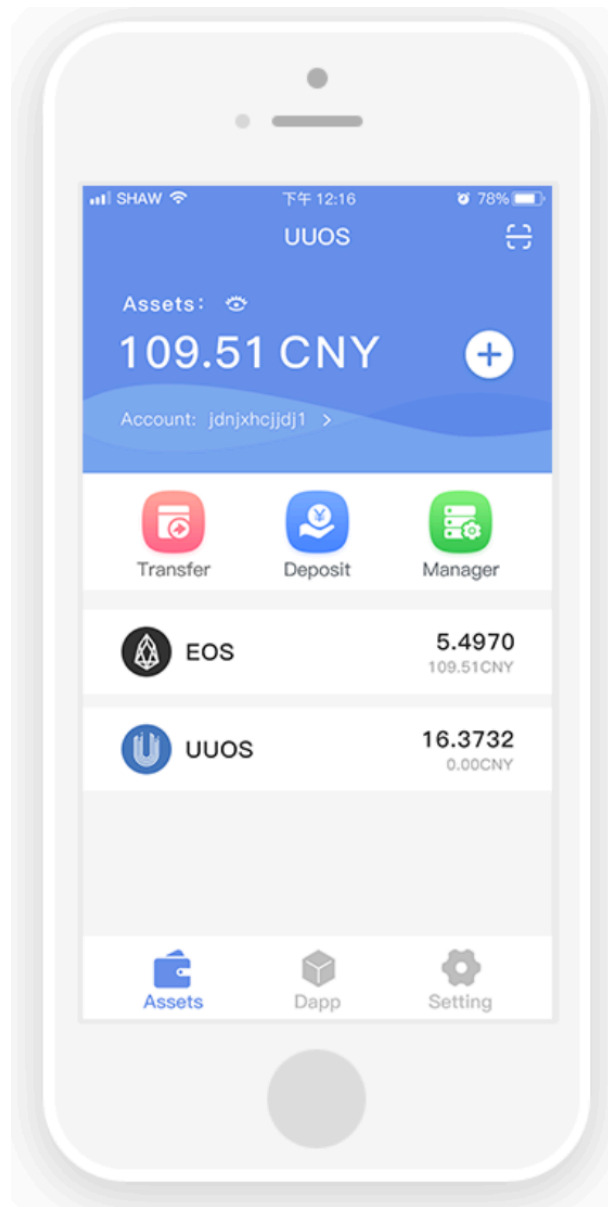 SHAW 下午 12:16 78%
UUOS
Assets:
109.51 CNY
Account: jdnjxhcjjdj1 >
Transfer Deposit Manager
EOS 5.4970
109.51CNY
UUOS 16.3732
0.00CNY
Assets Dapp Setting